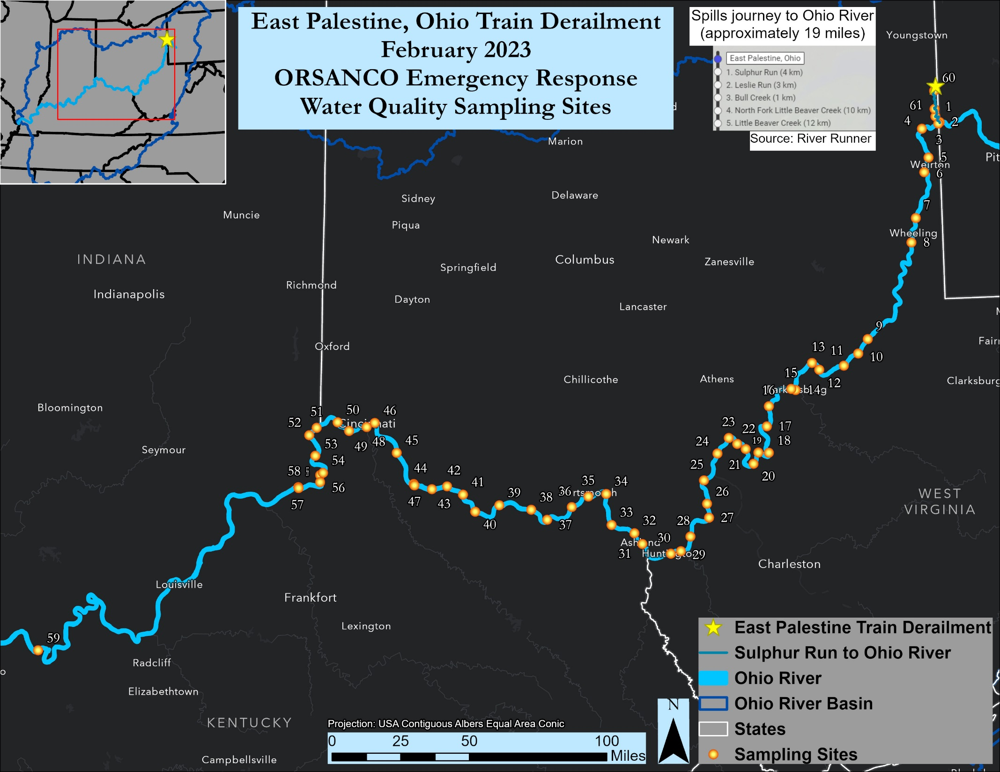 East Palestine, Ohio Train Derailment
February 2023
ORSANCO Emergency Response
Water Quality Sampling Sites
Spills journey to Ohio River
(approximately 19 miles)
East Palestine, Ohio
1. Sulphur Run (4 km)
2. Leslie Run (3 km)
3. Bull Creek (1 km)
4. North Fork Little Beaver Creek (10 km)
5. Little Beaver Creek (12 km)
Source: River Runner
Youngstown
60
61
1
4
2
3
5
Weirton
6
7
Wheeling
8
Marion
Sidney
Delaware
Muncie
Piqua
Newark
INDIANA
Columbus
Zanesville
Springfield
Richmond
Indianapolis
Dayton
Lancaster
9
Oxford
13
11
10
15
12
16
14
Chillicothe
Athens
Clarksburg
Bloomington
51
50
46
52
Cincinnati
23
22
17
53
49
48
45
24
19
18
Seymour
54
25
21
20
58
44
42
56
41
35
34
26
WEST
VIRGINIA
57
47
43
39
38
36
40
37
33
32
28
27
Ashland
30
31
Huntington
29
Charleston
Louisville
Frankfort
Lexington
59
Radcliff
Elizabethtown
KENTUCKY
Campbellsville
Projection: USA Contiguous Albers Equal Area Conic
0 25 50 100
Miles
N
East Palestine Train Derailment
Sulphur Run to Ohio River
Ohio River
Ohio River Basin
States
Sampling Sites